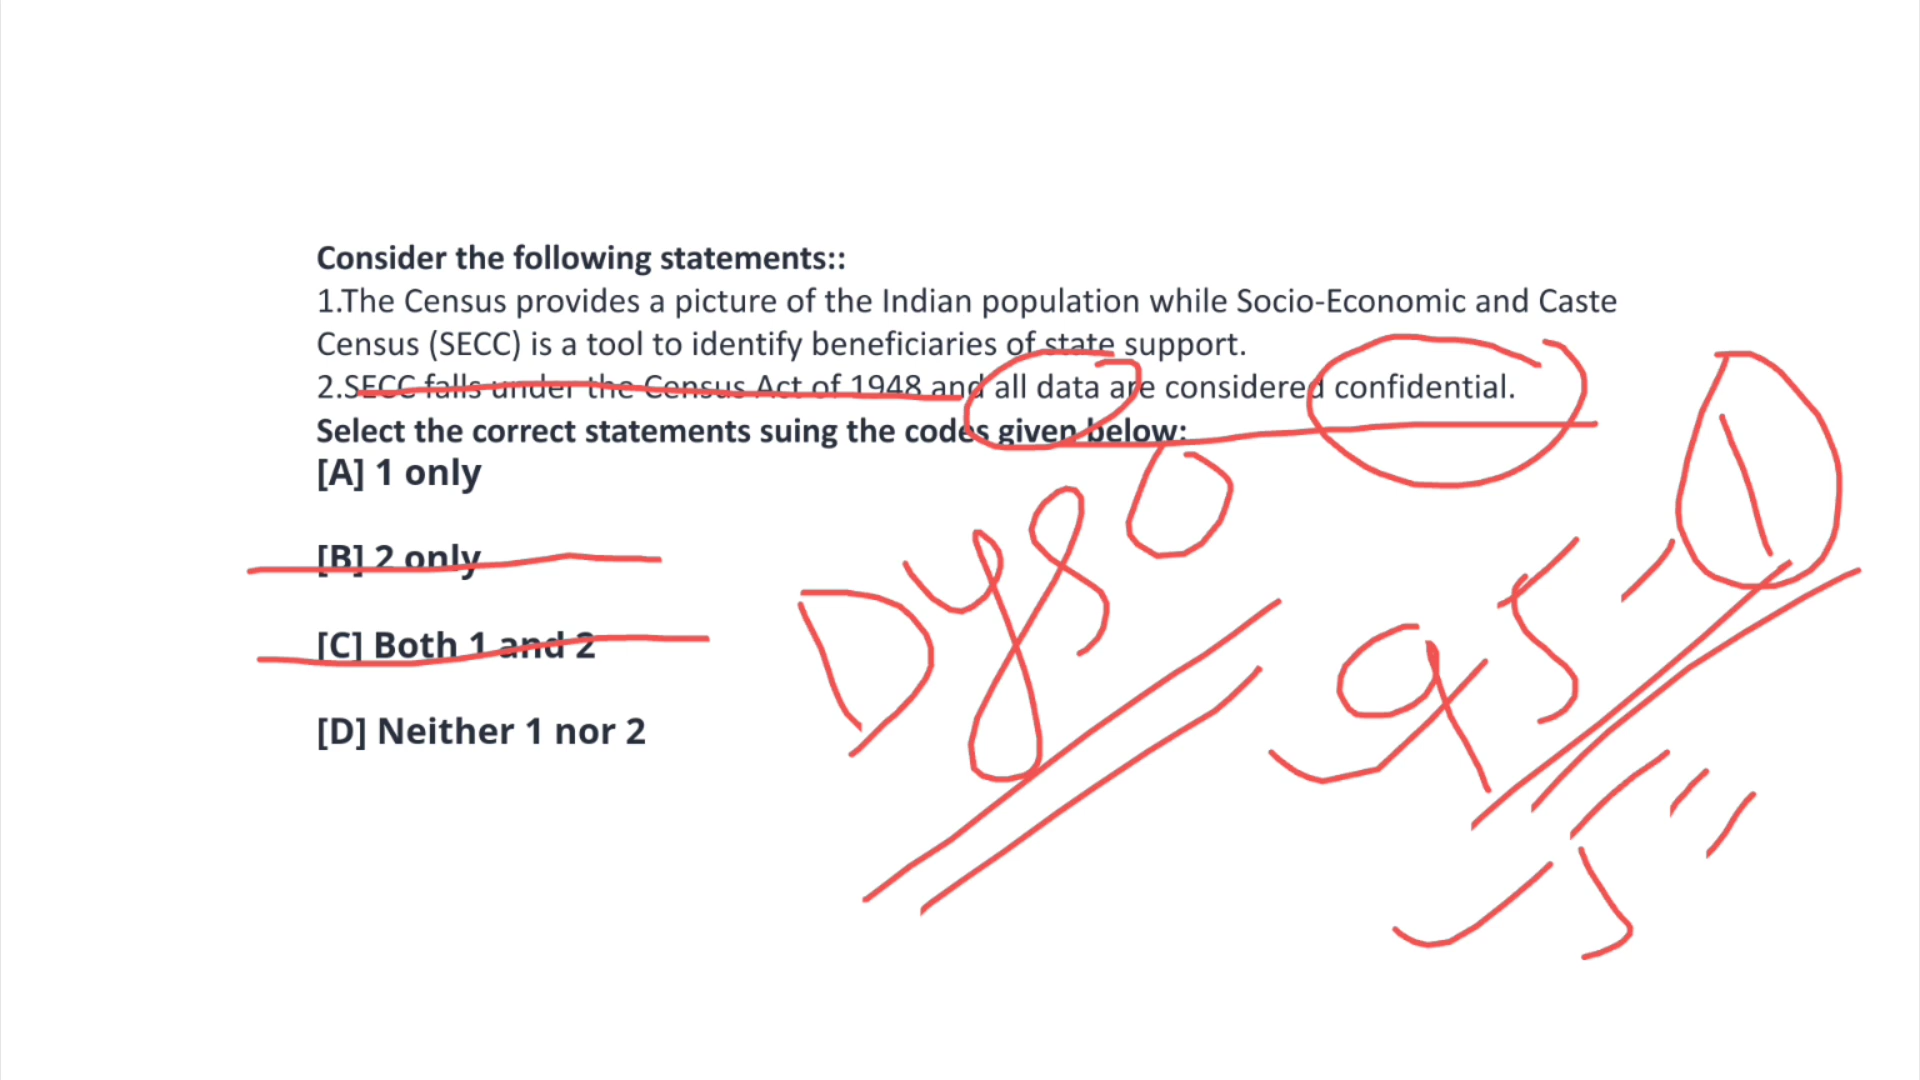 Consider the following statements::
1.The Census provides a picture of the Indian population while Socio-Economic and Caste
Census (SECC) is a tool to identify beneficiaries of state support.
2.SECC falls under the Census Act of 1948 and all data are considered confidential.
Select the correct statements suing the codes given below:
[A] 1 only
[B] 2 only
[C] Both 1 and 2
[D] Neither 1 nor 2